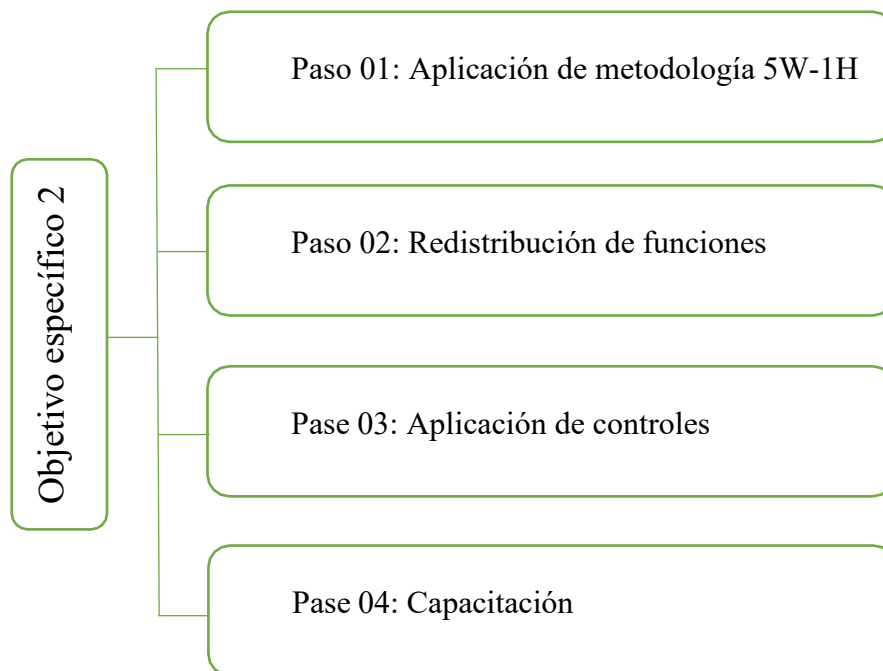 Objetivo específico 2
Paso 01: Aplicación de metodología 5W-1H
Paso 02: Redistribución de funciones
Pase 03: Aplicación de controles
Pase 04: Capacitación